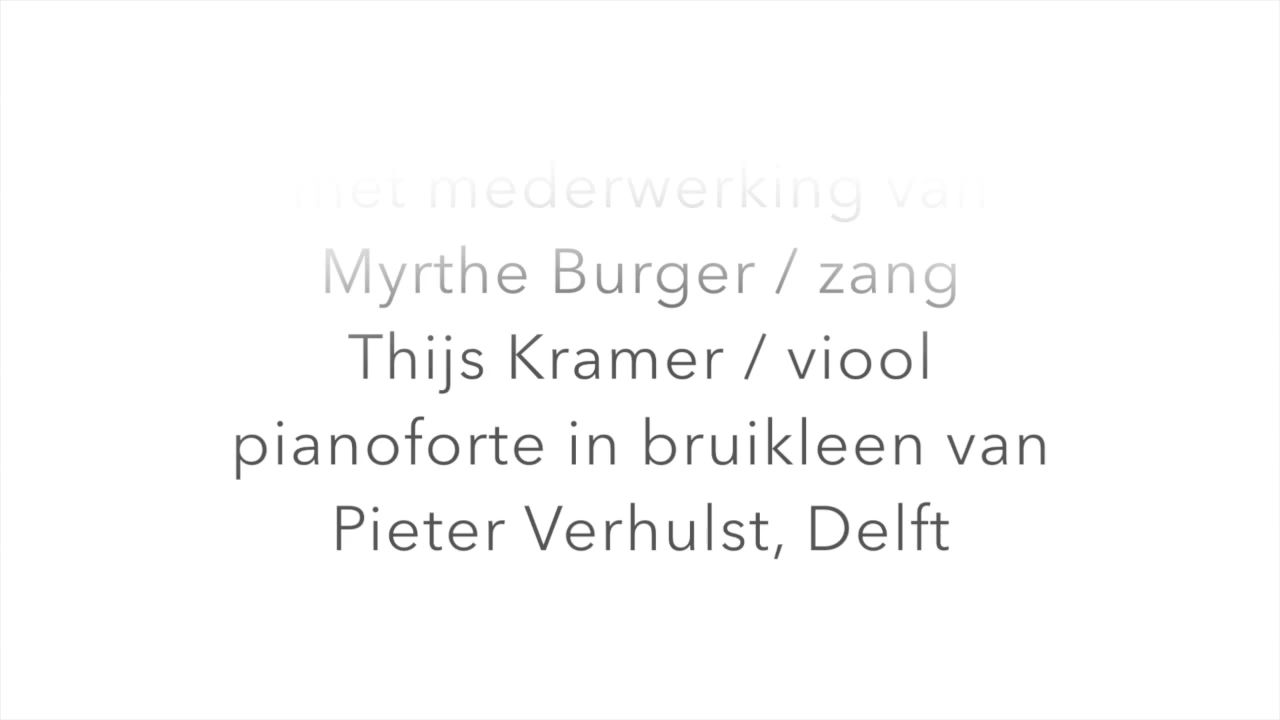 met mederwerking van
Myrthe Burger / zang
Thijs Kramer / viool
pianoforte in bruikleen van
Pieter Verhulst, Delft